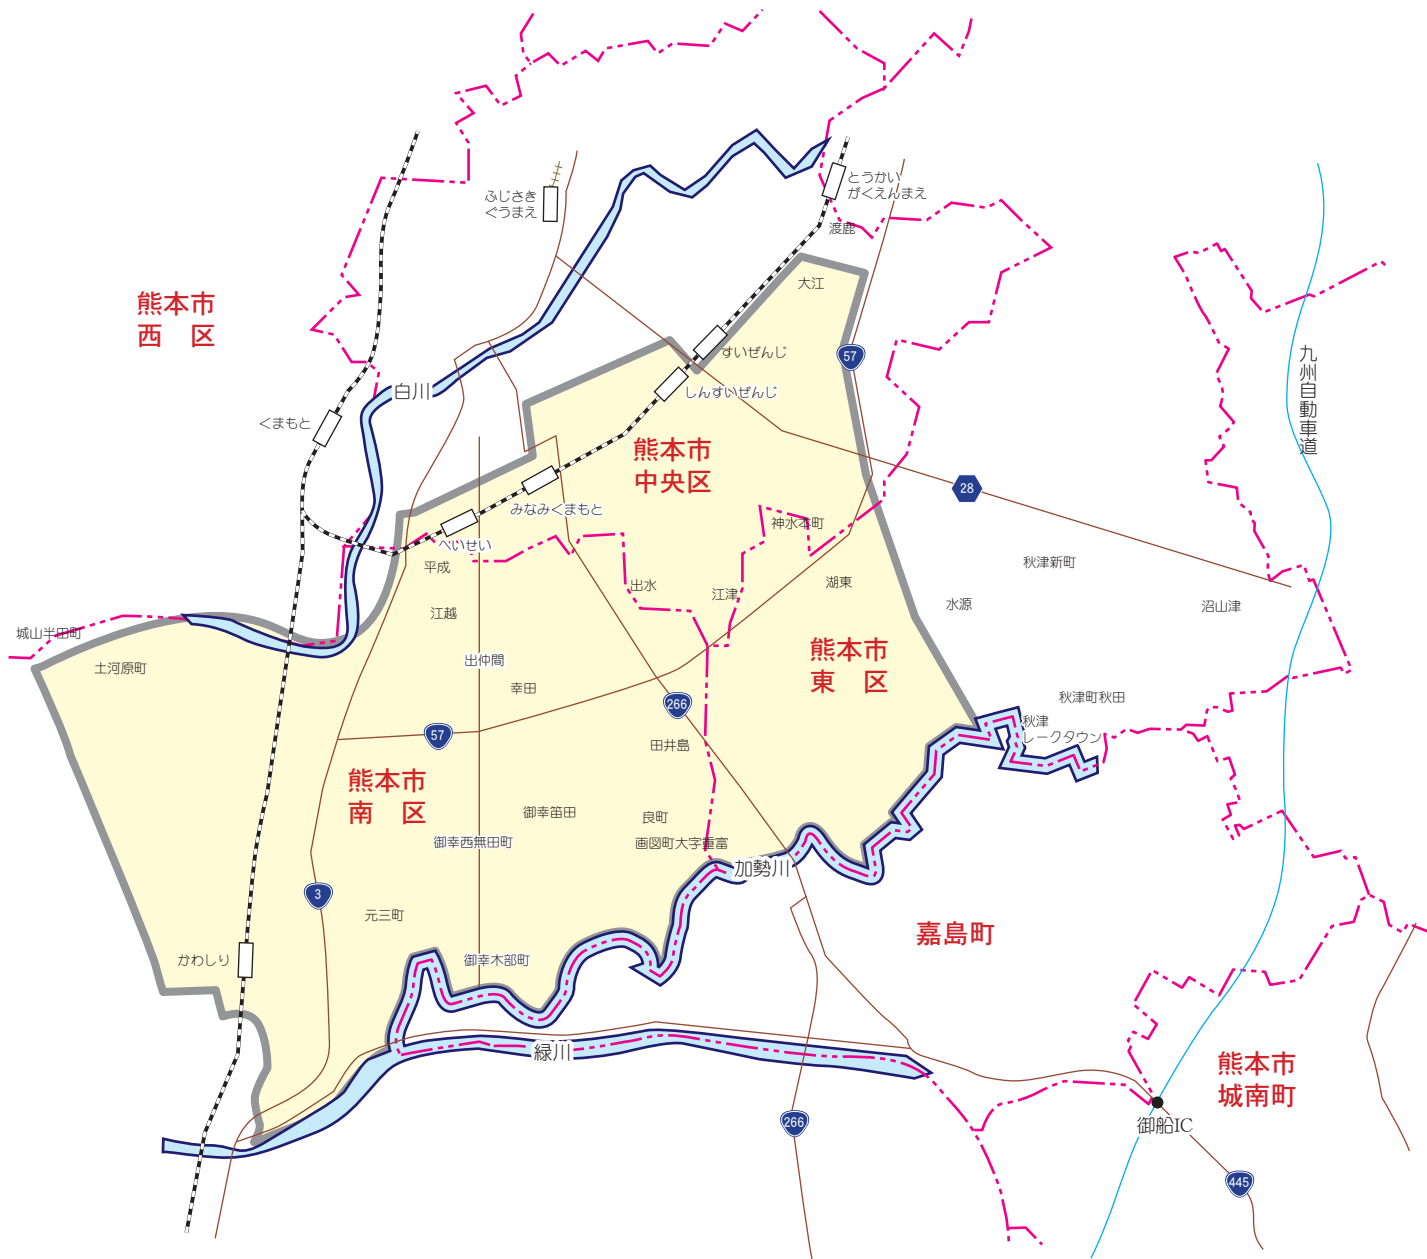 ふじさき
ぐうまえ
とうかい
がくえんまえ
渡鹿
大江
熊本市
西 区
すいぜんじ
57
しんすいぜんじ
白川
九州自動車道
くまもと
熊本市
中央区
28
みなみくまもと
神水本町
へいせい
平成
出水
江津
湖東
秋津新町
水源
沼山津
江越
城山半田町
土河原町
出仲間
幸田
熊本市
東 区
266
秋津町秋田
秋津
レークタウン
57
田井島
熊本市
南 区
御幸笛田
良町
御幸西無田町
画図町大字重富
加勢川
3
元三町
嘉島町
かわしり
御幸木部町
緑川
熊本市
城南町
266
御船IC
445